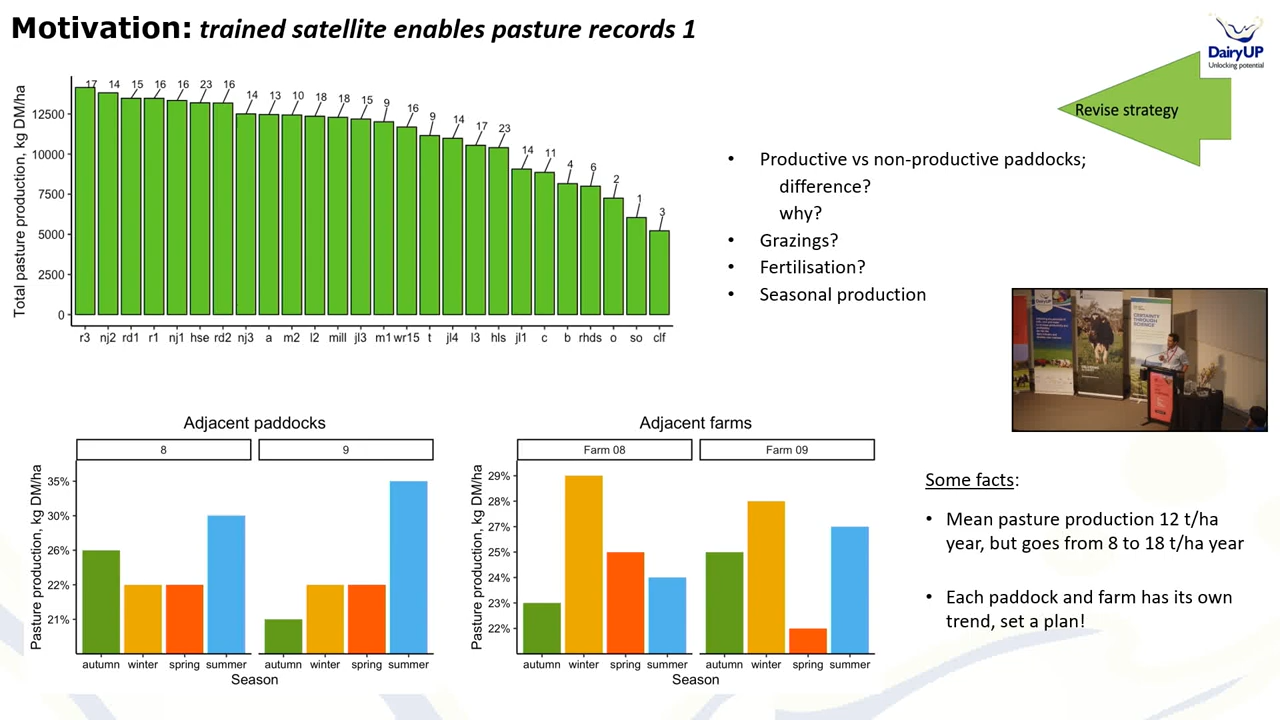 Motivation: trained satellite enables pasture records 1
DairyUP
Unlocking potential
Revise strategy
Total pasture production, kg DM/ha
12500
10000
7500
5000
2500
0
17 14 15 16 16 23 16 14 13 10 18 18 15 9 16 9 14 17 23 14 11 4 6 2 1 3
r3 nj2 rd1 r1 nj1 hse rd2 nj3 a m2 l2 mill jl3 m1 wr15 t jl4 l3 hls jl1 c b rhds o so clf
• Productive vs non-productive paddocks;
difference?
why?
• Grazings?
• Fertilisation?
• Seasonal production
DairyUP
CERTAINTY
THROUGH
SCIENCE
Adjacent paddocks
8 9
Pasture production, kg DM/ha
35%
30%
26%
22%
21%
autumn winter spring summer autumn winter spring summer
Season
Adjacent farms
Farm 08 Farm 09
Pasture production, kg DM/ha
29%
28%
27%
25%
24%
23%
22%
autumn winter spring summer autumn winter spring summer
Season
Some facts:
• Mean pasture production 12 t/ha
year, but goes from 8 to 18 t/ha year
• Each paddock and farm has its own
trend, set a plan!